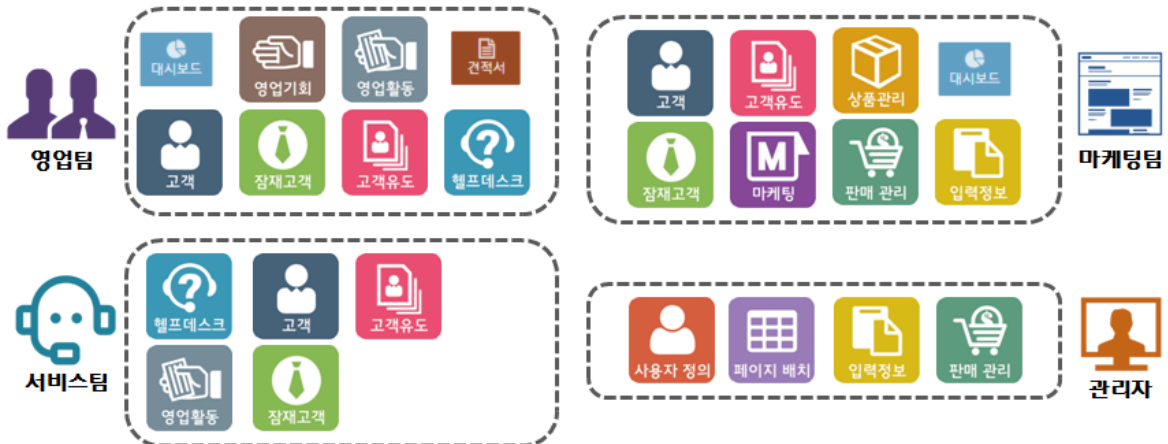 대시보드
영업기회
영업활동
견적서
영업팀
고객
잠재고객
고객유도
헬프데스크
고객
고객유도
상품관리
대시보드
마케팅팀
잠재고객
M
마케팅
판매 관리
입력정보
헬프데스크
고객
고객유도
서비스팀
영업활동
잠재고객
사용자 정의
페이지 배치
입력정보
판매 관리
관리자